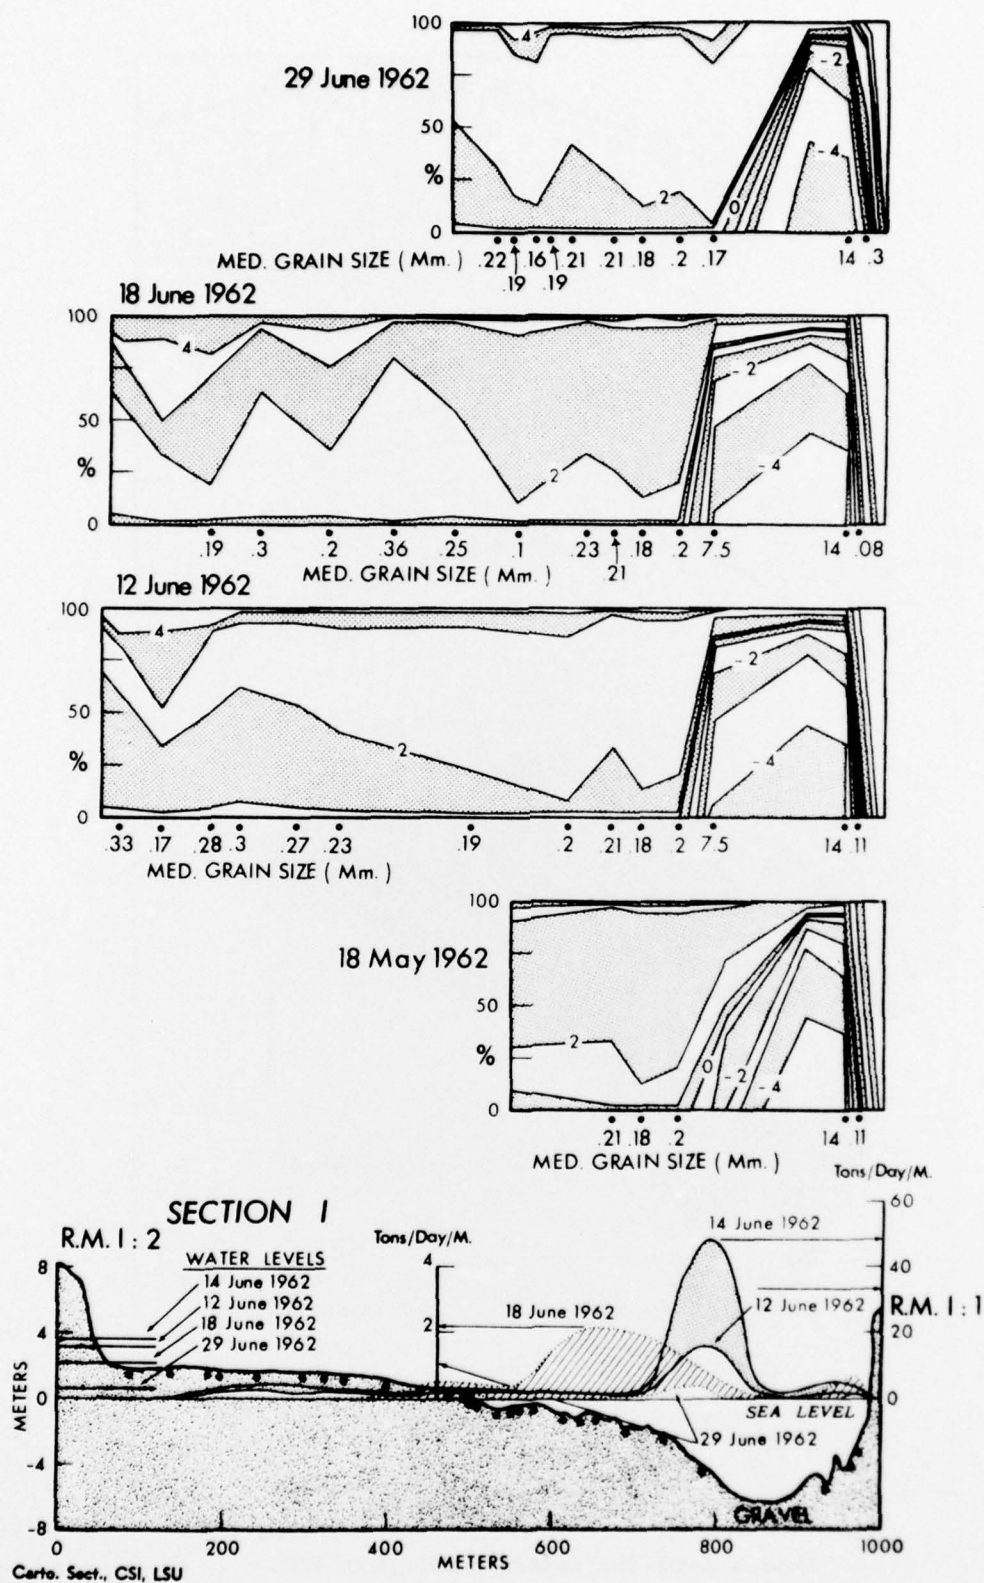 100
29 June 1962
50
%
0
4
2
0
-2
-4
MED. GRAIN SIZE ( Mm. ) .22 .16 .21 .21 .18 .2 .17 14 .3
.19 .19
18 June 1962
100
50
%
0
4
2
-2
-4
.19 .3 .2 .36 .25 .1 .23 .18 .2 7.5 14 .08
MED. GRAIN SIZE ( Mm. ) .21
12 June 1962
100
50
%
0
4
2
-2
-4
.33 .17 .28 .3 .27 .23 .19 .2 .21 .18 .2 7.5 14 .11
MED. GRAIN SIZE ( Mm. )
100
18 May 1962
50
%
0
2
0
-2
-4
.21 .18 .2 14 .11
MED. GRAIN SIZE ( Mm. )
Tons/Day/M.
SECTION I
R.M. I : 2
WATER LEVELS
14 June 1962
12 June 1962
18 June 1962
29 June 1962
Tons/Day/M.
4
2
0
18 June 1962
14 June 1962
12 June 1962
60
40
R.M. I : 1
20
0
SEA LEVEL
29 June 1962
GRAVEL
METERS
8
4
0
-4
-8
0 200 400 600 800 1000
METERS
Carto. Sect., CSI, LSU